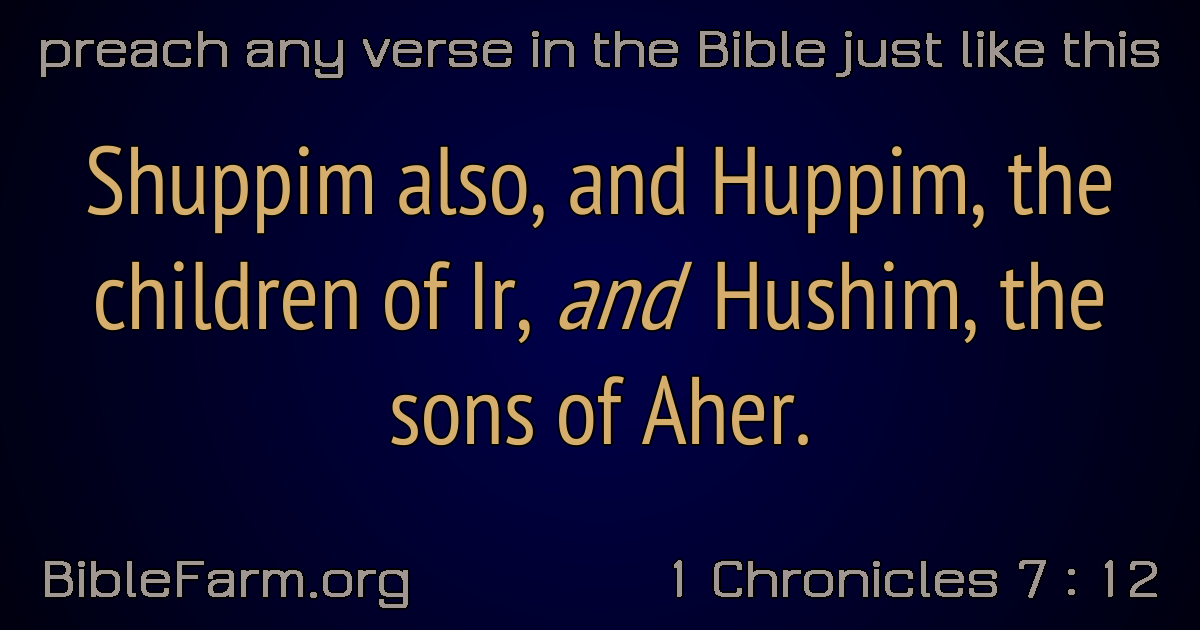 preach any verse in the Bible just like this
Shuppim also, and Huppim, the
children of Ir, and Hushim, the
sons of Aher.
BibleFarm.org
1 Chronicles 7 : 12